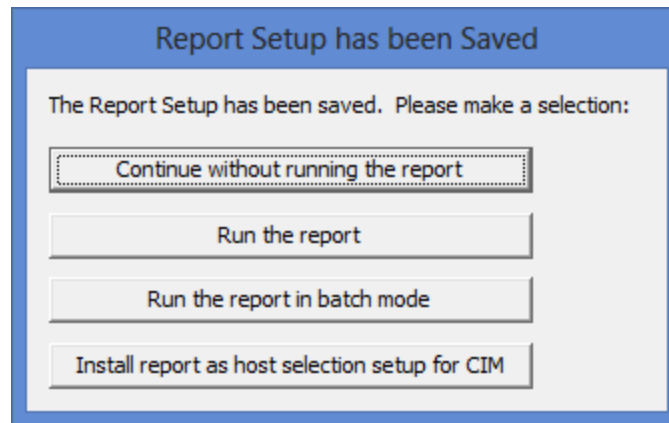 Report Setup has been Saved
The Report Setup has been saved.  Please make a selection:
Continue without running the report
Run the report
Run the report in batch mode
Install report as host selection setup for CIM